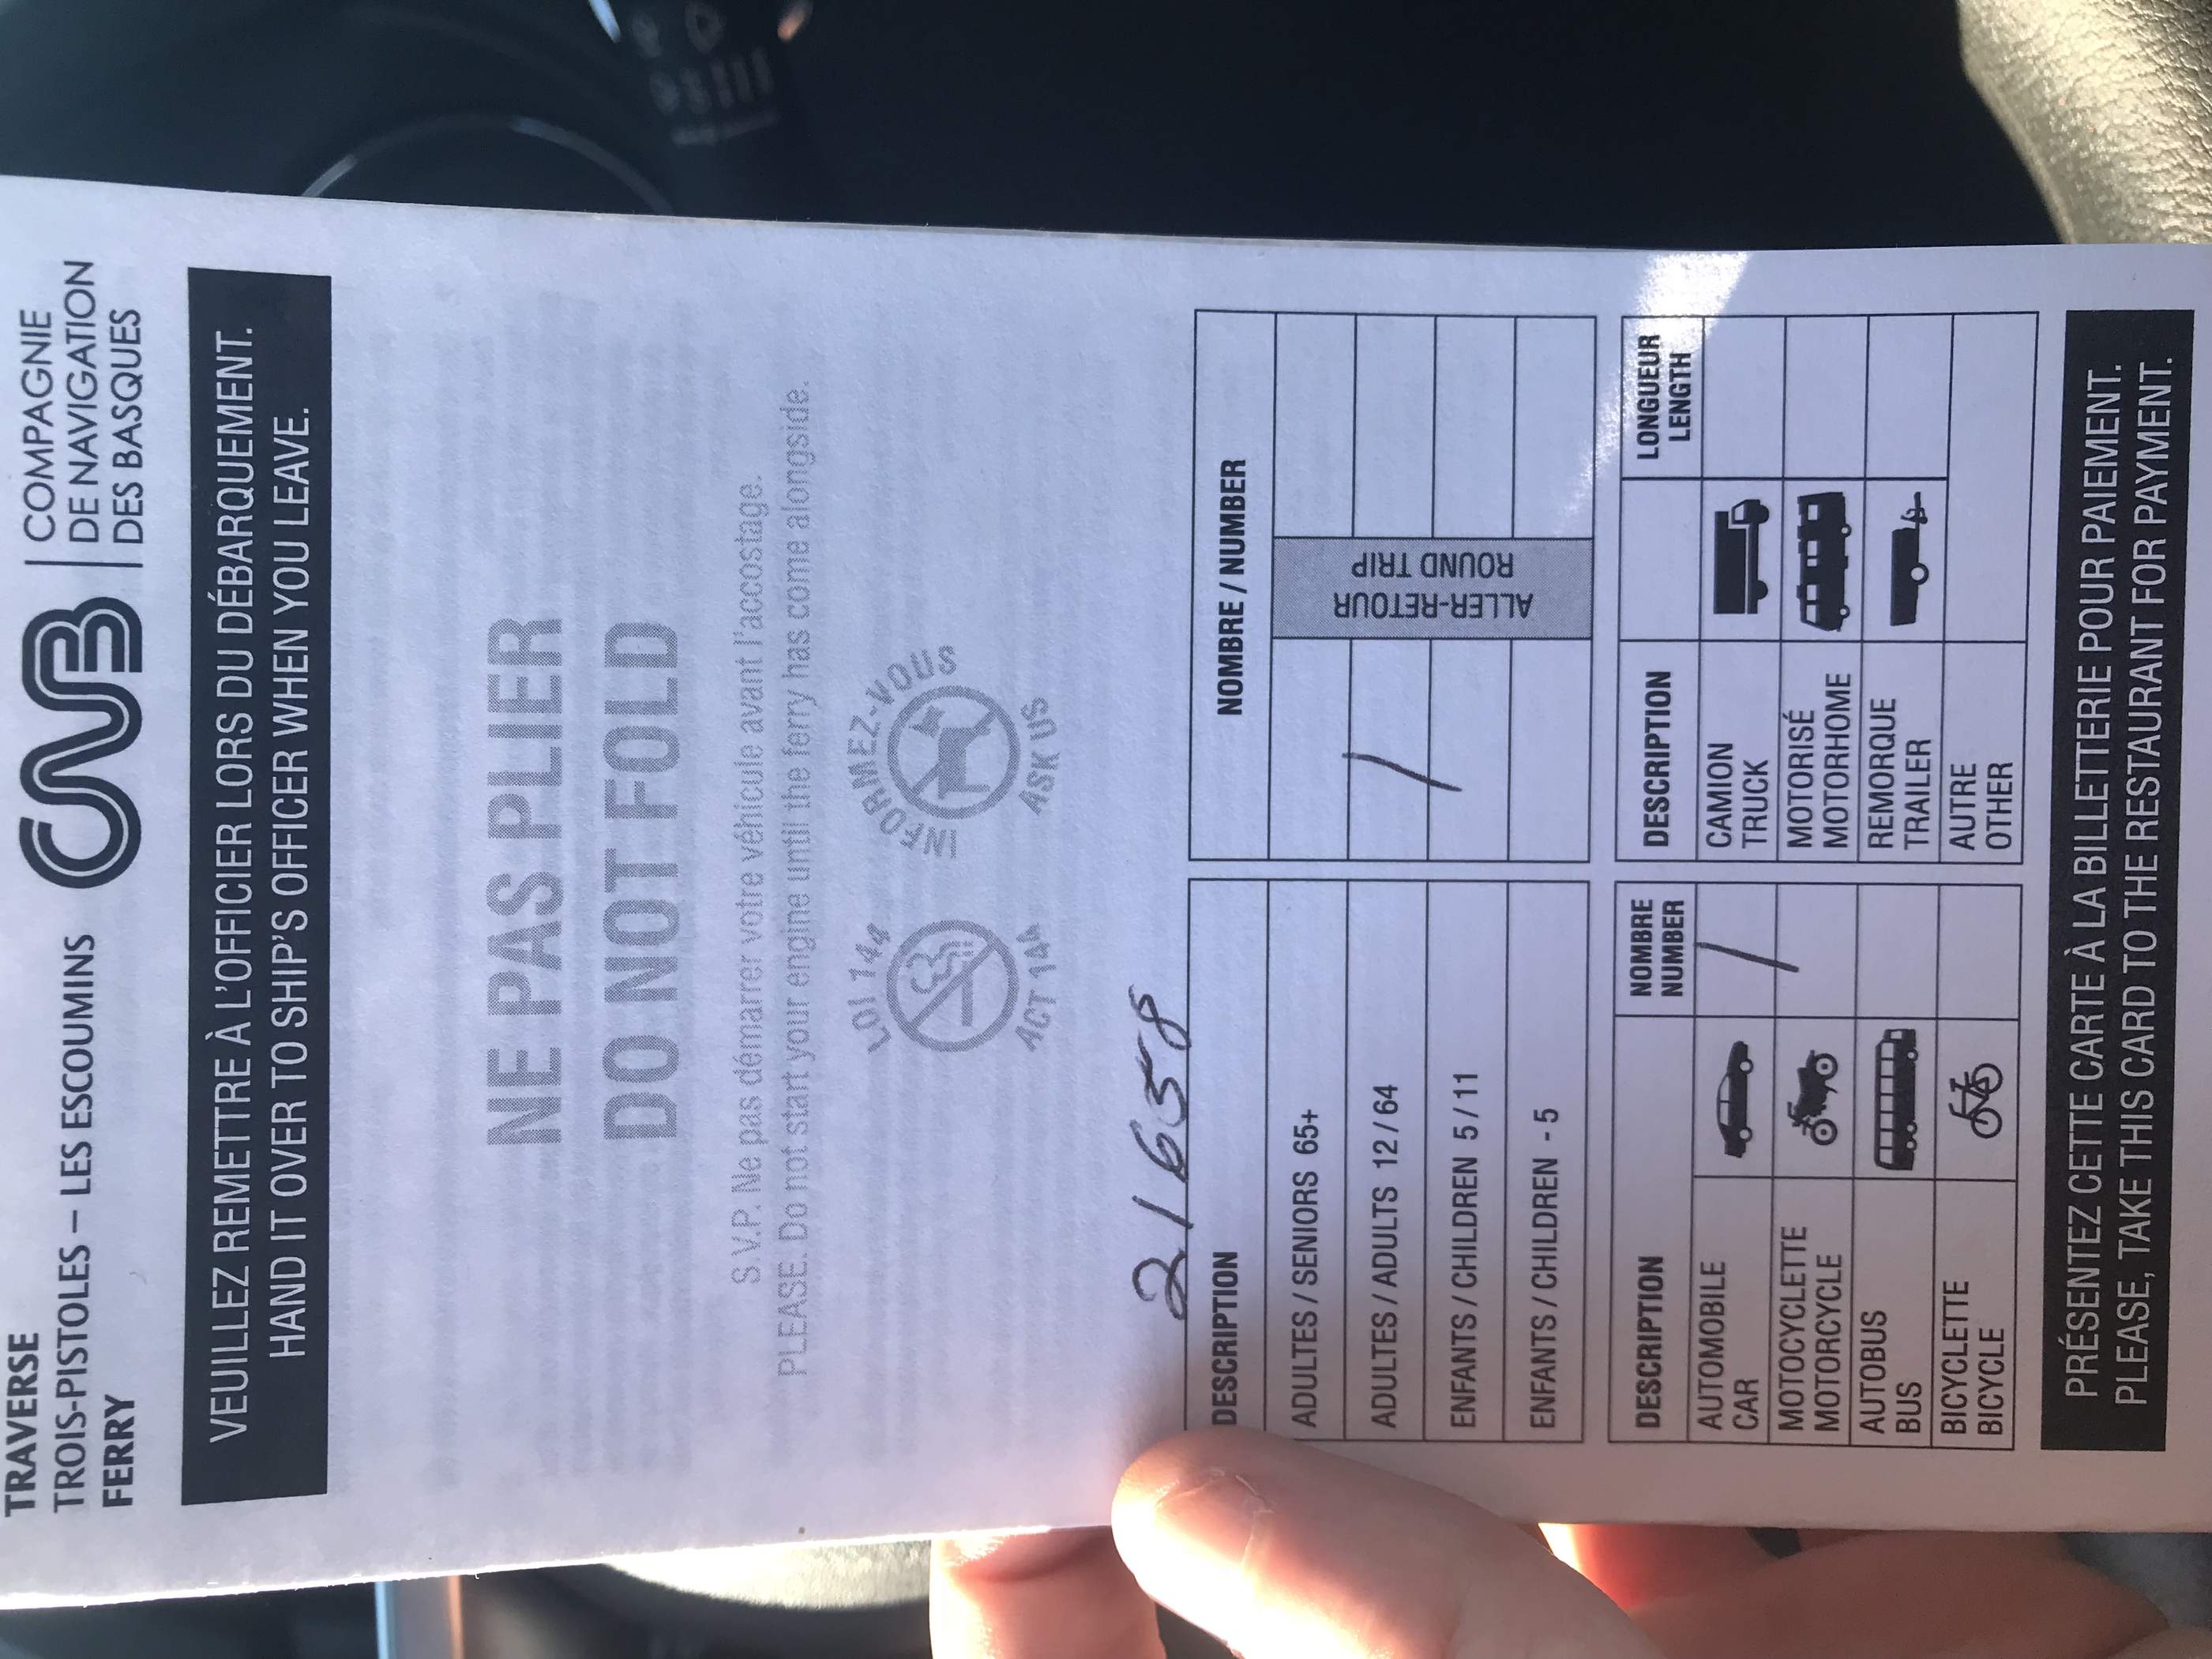 TRAVERSE
TROIS-PISTOLES – LES ESCOUMINS
FERRY
CNB
COMPAGNIE
DE NAVIGATION
DES BASQUES
VEUILLEZ REMETTRE À L'OFFICIER LORS DU DÉBARQUEMENT.
HAND IT OVER TO SHIP'S OFFICER WHEN YOU LEAVE.
NE PAS PLIER
DO NOT FOLD
S.V.P. Ne pas démarrer votre véhicule avant l'accostage.
PLEASE. Do not start your engine until the ferry has come alongside.
LOI 144
ACT 144
INFORMEZ-VOUS
ASK US
21658
DESCRIPTION
NOMBRE / NUMBER
ADULTES / SENIORS 65+
ADULTES / ADULTS 12 / 64
1
ENFANTS / CHILDREN 5 / 11
ENFANTS / CHILDREN - 5
ALLER-RETOUR
ROUND TRIP
DESCRIPTION
NOMBRE
NUMBER
AUTOMOBILE
CAR
1
MOTOCYCLETTE
MOTORCYCLE
AUTOBUS
BUS
BICYCLETTE
BICYCLE
DESCRIPTION
LONGUEUR
LENGTH
CAMION
TRUCK
MOTORISÉ
MOTORHOME
REMORQUE
TRAILER
AUTRE
OTHER
PRÉSENTEZ CETTE CARTE À LA BILLETTERIE POUR PAIEMENT.
PLEASE, TAKE THIS CARD TO THE RESTAURANT FOR PAYMENT.